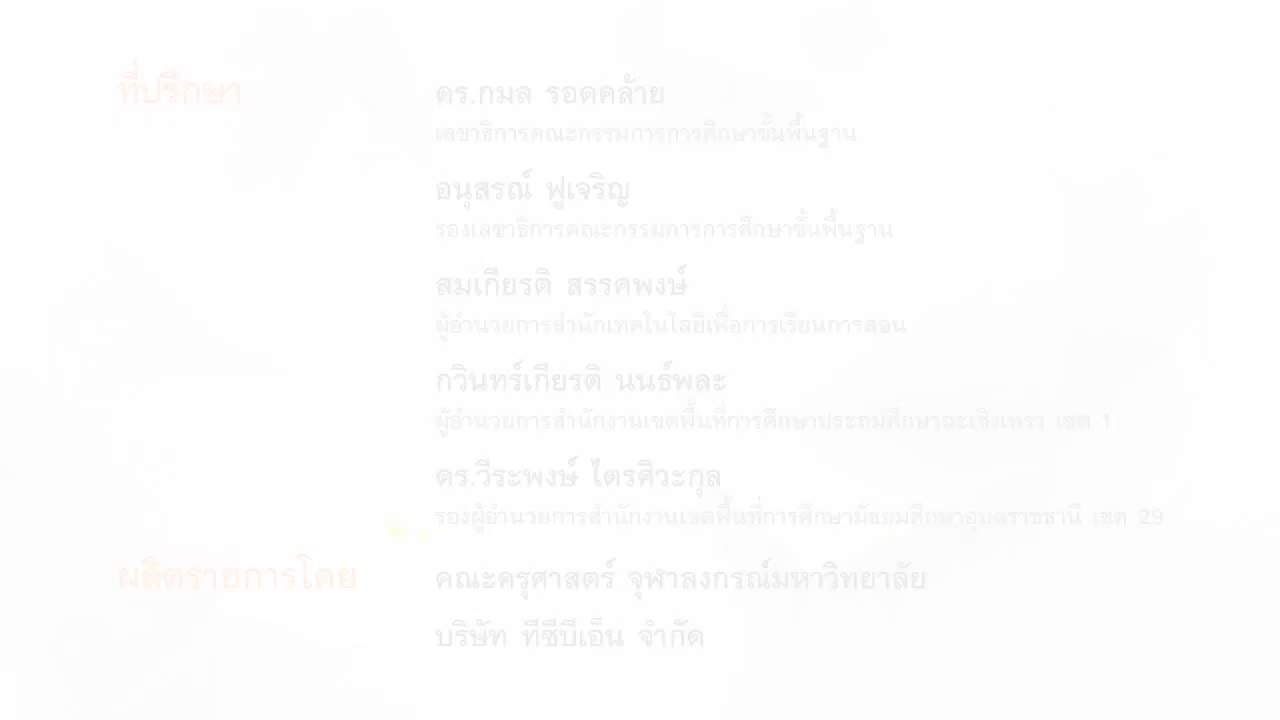 ที่ปรึกษา
ดร.กมล รอดคล้าย
เลขาธิการคณะกรรมการการศึกษาขั้นพื้นฐาน
อนุสรณ์ ฟูเจริญ
รองเลขาธิการคณะกรรมการการศึกษาขั้นพื้นฐาน
สมเกียรติ สรรคพงษ์
ผู้อำนวยการสำนักเทคโนโลยีเพื่อการเรียนการสอน
กวินทร์เกียรติ นนธ์พละ
ผู้อำนวยการสำนักงานเขตพื้นที่การศึกษาประถมศึกษาฉะเชิงเทรา เขต 1
ดร.วีระพงษ์ ไตรศิวะกุล
รองผู้อำนวยการสำนักงานเขตพื้นที่การศึกษามัธยมศึกษาอุบลราชธานี เขต 29
ผลิตรายการโดย
คณะครุศาสตร์ จุฬาลงกรณ์มหาวิทยาลัย
บริษัท ทีซีบีเอ็น จำกัด